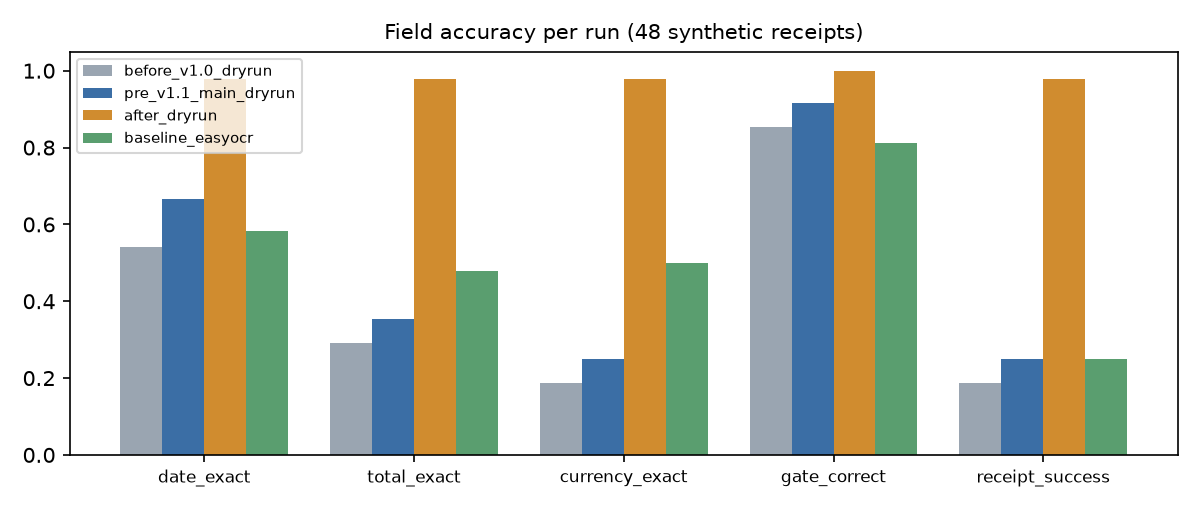 Field accuracy per run (48 synthetic receipts)
before_v1.0_dryrun
pre_v1.1_main_dryrun
after_dryrun
baseline_easyocr
1.0
0.8
0.6
0.4
0.2
0.0
date_exact total_exact currency_exact gate_correct receipt_success